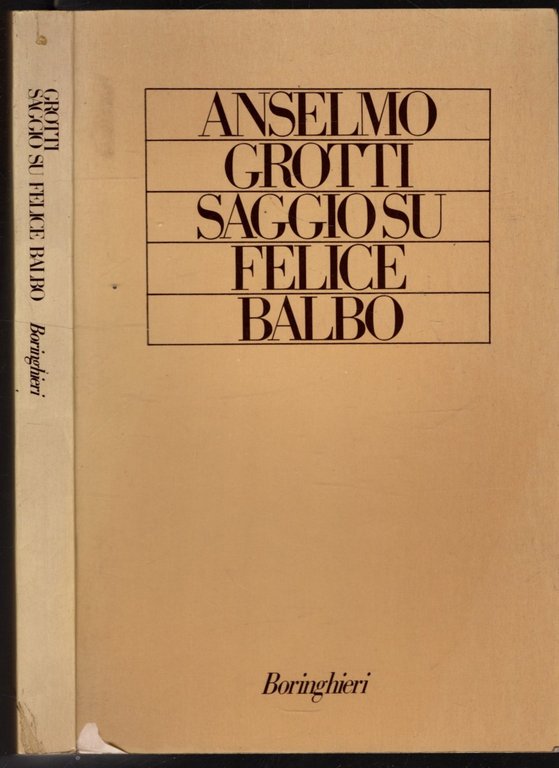 GROTTI
SAGGIO SU FELICE BALBO
Boringhieri
ANSELMO
GROTTI
SAGGIO SU
FELICE
BALBO
Boringhieri